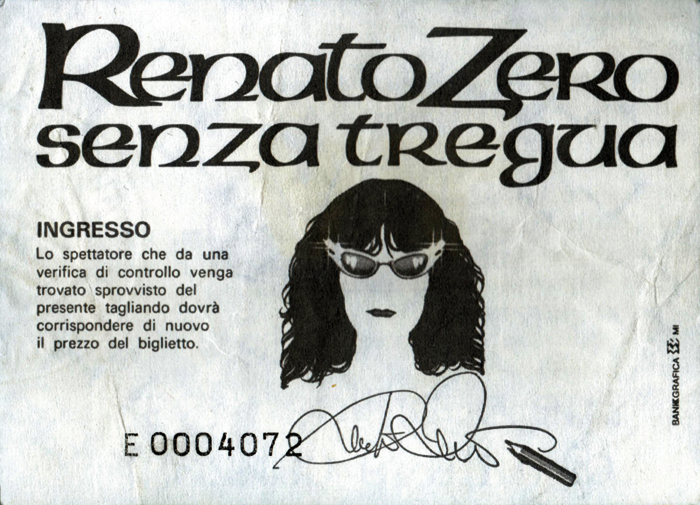 Renato Zero
senza tregua
INGRESSO
Lo spettatore che da una
verifica di controllo venga
trovato sprovvisto del
presente tagliando dovrà
corrispondere di nuovo
il prezzo del biglietto.
E 0004072
BANKGRAFICA MI